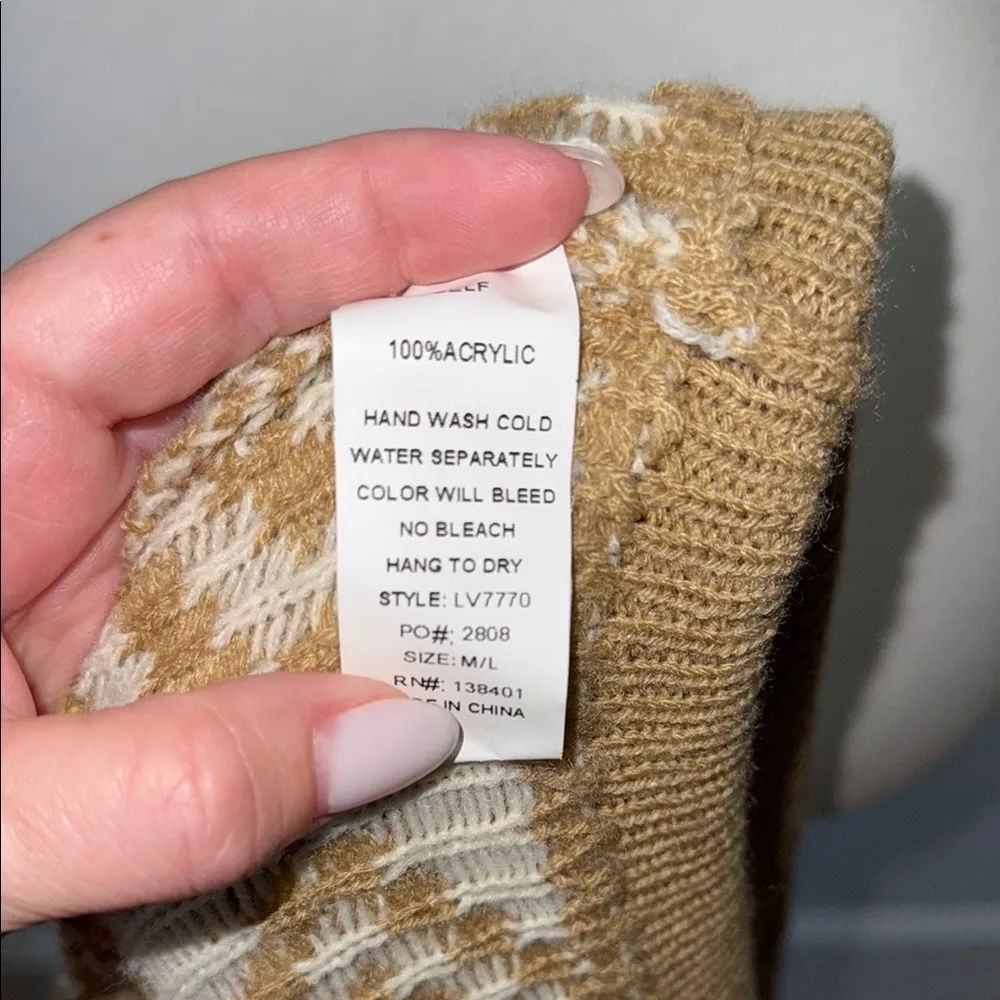 100%ACRYLIC
HAND WASH COLD
WATER SEPARATELY
COLOR WILL BLEED
NO BLEACH
HANG TO DRY
STYLE: LV7770
PO#: 2808
SIZE: M/L
RN#: 138401
IN CHINA